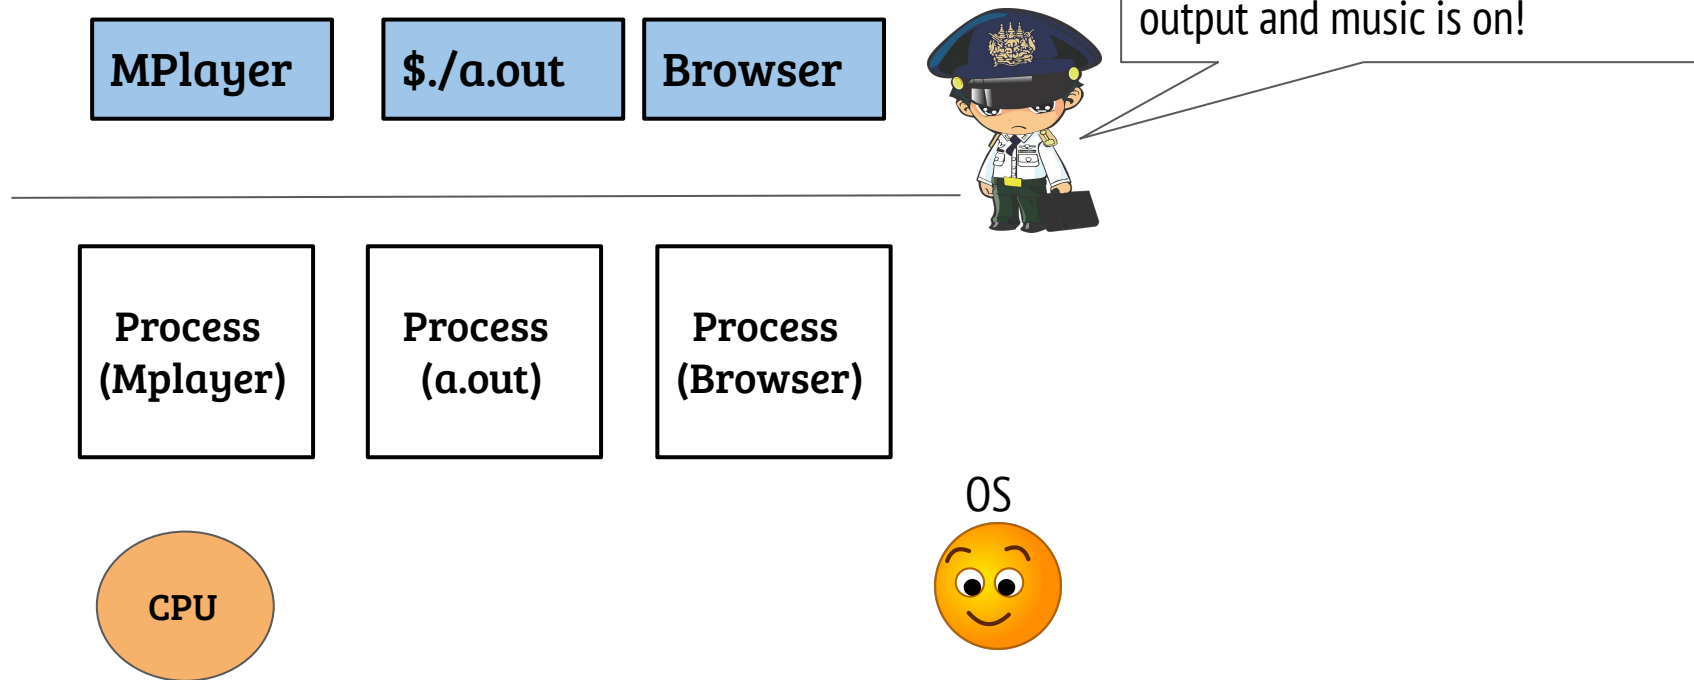 output and music is on!
MPlayer
$./a.out
Browser
Process
(Mplayer)
Process
(a.out)
Process
(Browser)
OS
CPU